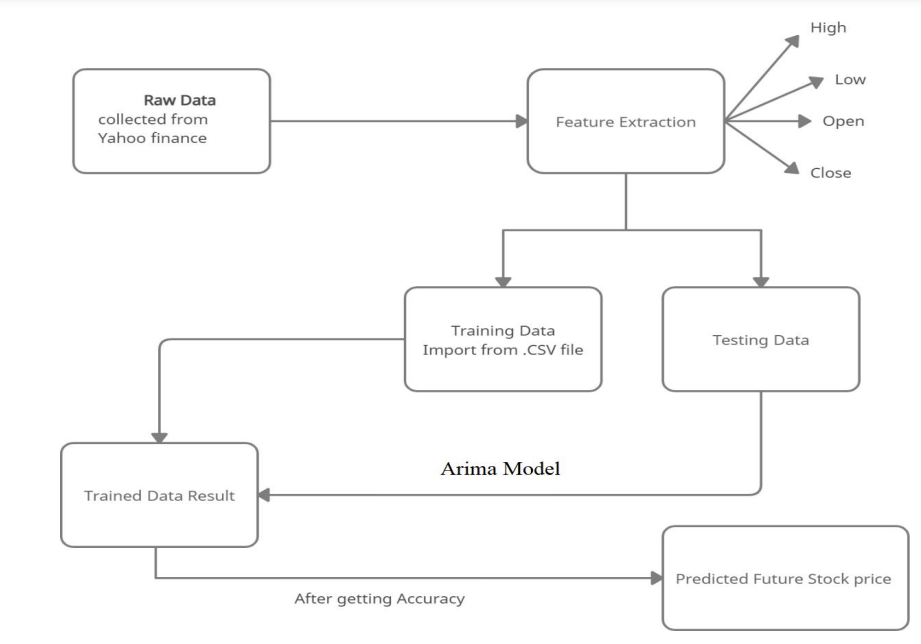 High
Low
Open
Close
Raw Data
collected from
Yahoo finance
Feature Extraction
Training Data
Import from .CSV file
Testing Data
Arima Model
Trained Data Result
After getting Accuracy
Predicted Future Stock price